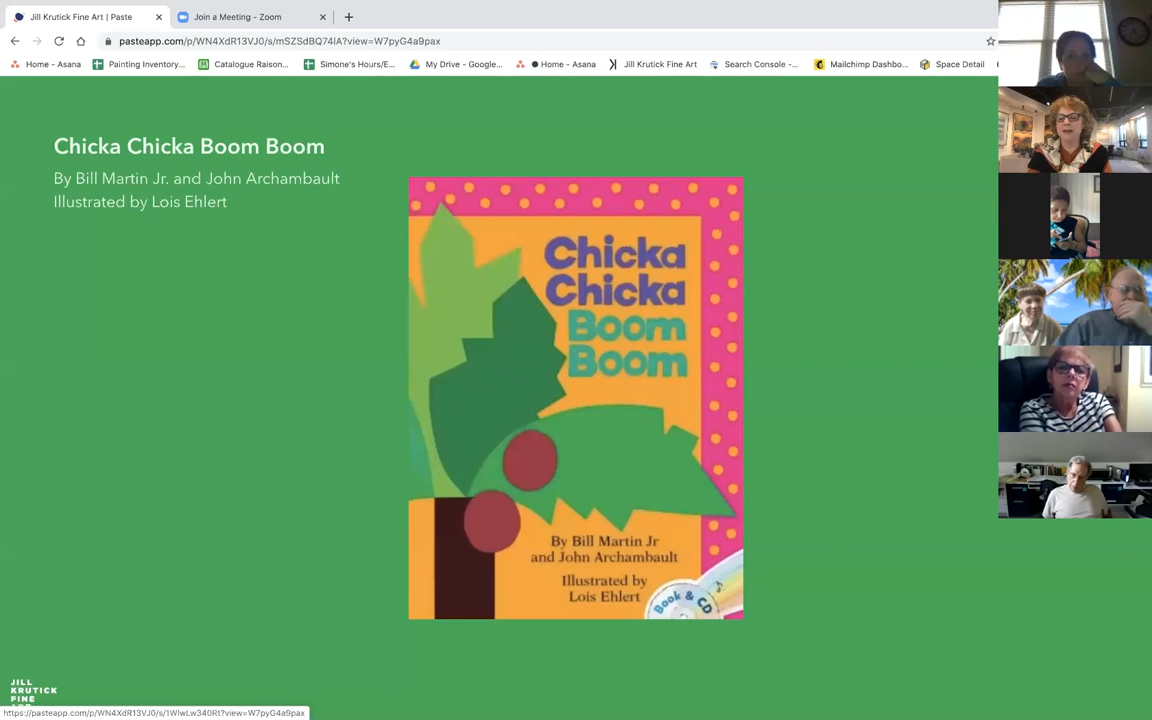 Jill Krutick Fine Art | Paste
Join a Meeting - Zoom
pasteapp.com/p/WN4XdR13VJ0/s/mSZSdBQ74lA?view=W7pyG4a9pax
Home - Asana
Painting Inventory...
Catalogue Raison...
Simone's Hours/E...
My Drive - Google...
Home - Asana
Jill Krutick Fine Art
Search Console -...
Mailchimp Dashbo...
Space Detail
Chicka Chicka Boom Boom
By Bill Martin Jr. and John Archambault
Illustrated by Lois Ehlert
Chicka
Chicka
Boom
Boom
By Bill Martin Jr
and John Archambault
Illustrated by
Lois Ehlert
Book & CD
JILL
KRUTICK
FINE
https://pasteapp.com/p/WN4XdR13VJ0/s/1WlwLw340Rt?view=W7pyG4a9pax